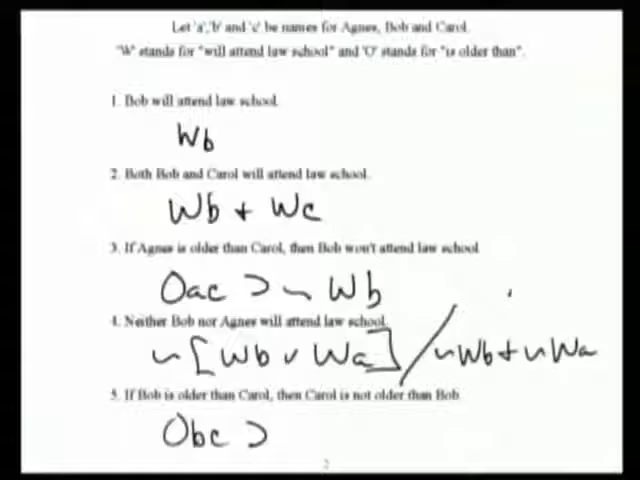 Let 'a', 'b' and 'c' be names for Agnes, Bob and Carol.
"W" stands for "will attend law school" and 'O' stands for "is older than".
1. Bob will attend law school.
Wb
2. Both Bob and Carol will attend law school.
Wb + Wc
3. If Agnes is older than Carol, then Bob won't attend law school
Oac ⊃ ~ Wb
4. Neither Bob nor Agnes will attend law school.
~ [Wb v Wa] / ~Wb + ~Wa
5. If Bob is older than Carol, then Carol is not older than Bob
Obc ⊃
2